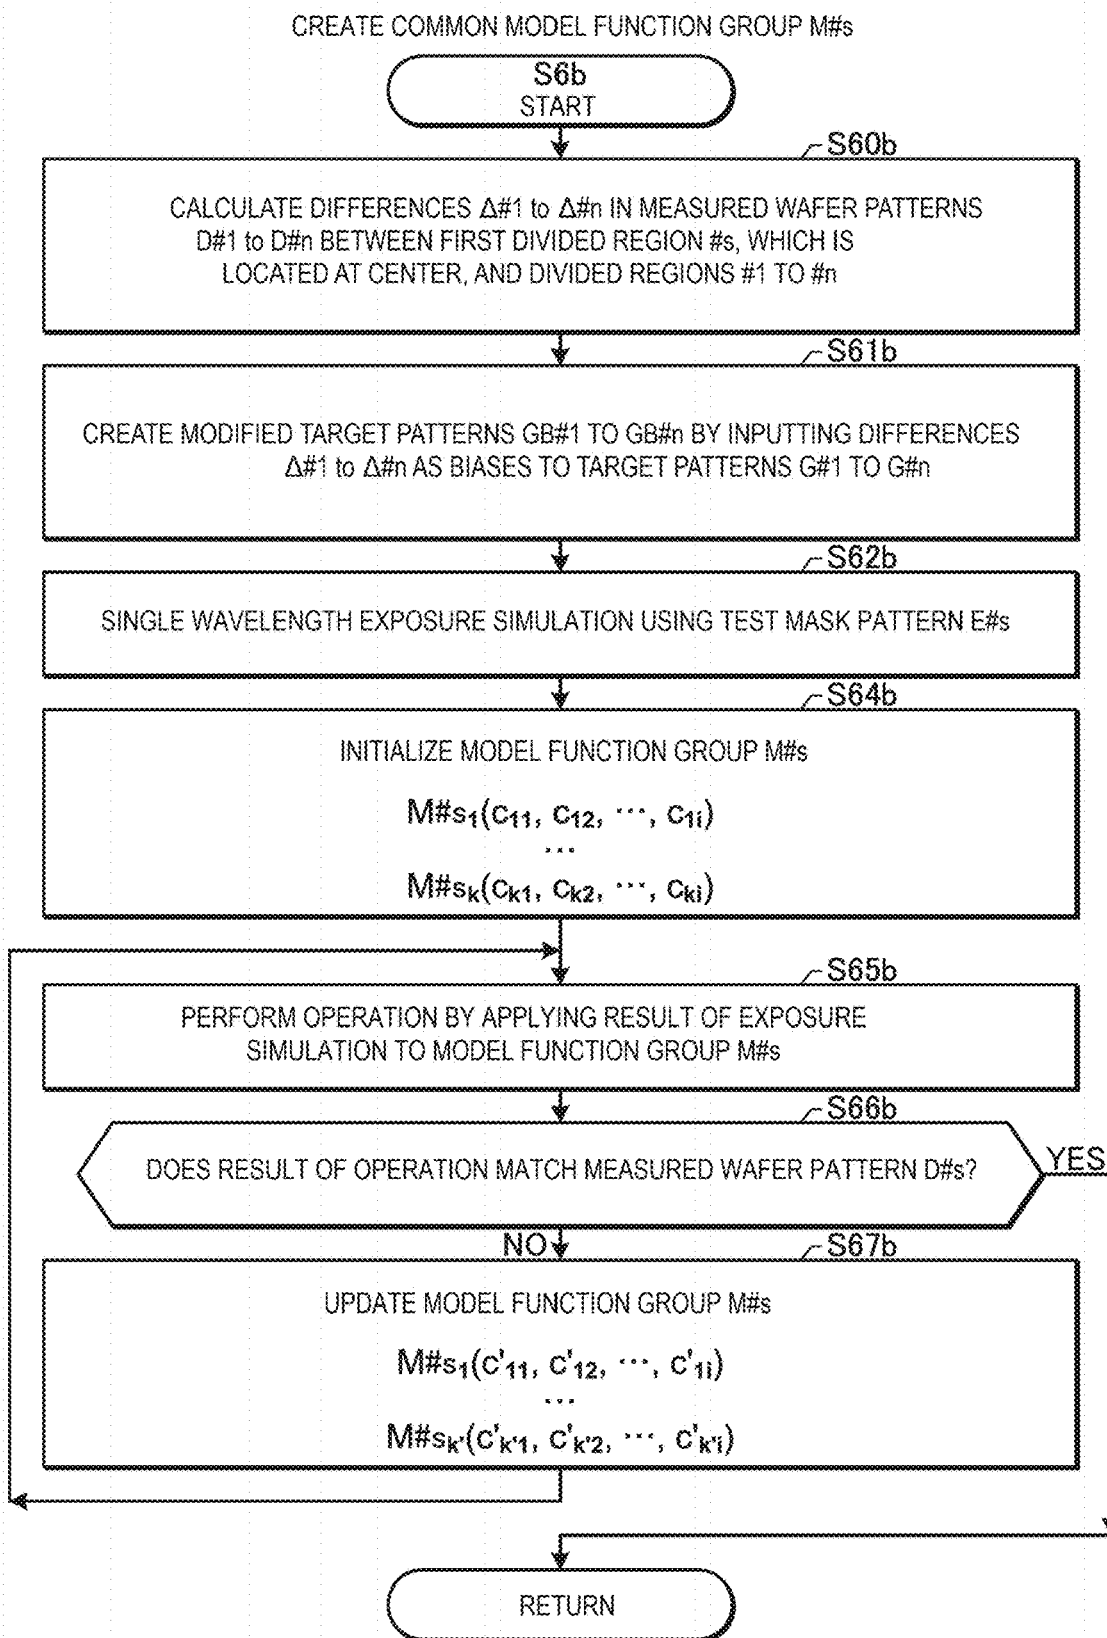 CREATE COMMON MODEL FUNCTION GROUP M#s
S6b
START
S60b
CALCULATE DIFFERENCES Δ#1 to Δ#n IN MEASURED WAFER PATTERNS
D#1 to D#n BETWEEN FIRST DIVIDED REGION #s, WHICH IS
LOCATED AT CENTER, AND DIVIDED REGIONS #1 TO #n
S61b
CREATE MODIFIED TARGET PATTERNS GB#1 TO GB#n BY INPUTTING DIFFERENCES
Δ#1 to Δ#n AS BIASES TO TARGET PATTERNS G#1 TO G#n
S62b
SINGLE WAVELENGTH EXPOSURE SIMULATION USING TEST MASK PATTERN E#s
S64b
INITIALIZE MODEL FUNCTION GROUP M#s
M#s1(c11, c12, ···, c1i)
···
M#sk(ck1, ck2, ···, cki)
S65b
PERFORM OPERATION BY APPLYING RESULT OF EXPOSURE
SIMULATION TO MODEL FUNCTION GROUP M#s
S66b
DOES RESULT OF OPERATION MATCH MEASURED WAFER PATTERN D#s?
YES
NO
S67b
UPDATE MODEL FUNCTION GROUP M#s
M#s1(c'11, c'12, ···, c'1i)
···
M#sk'(c'k'1, c'k'2, ···, c'k'i)
RETURN